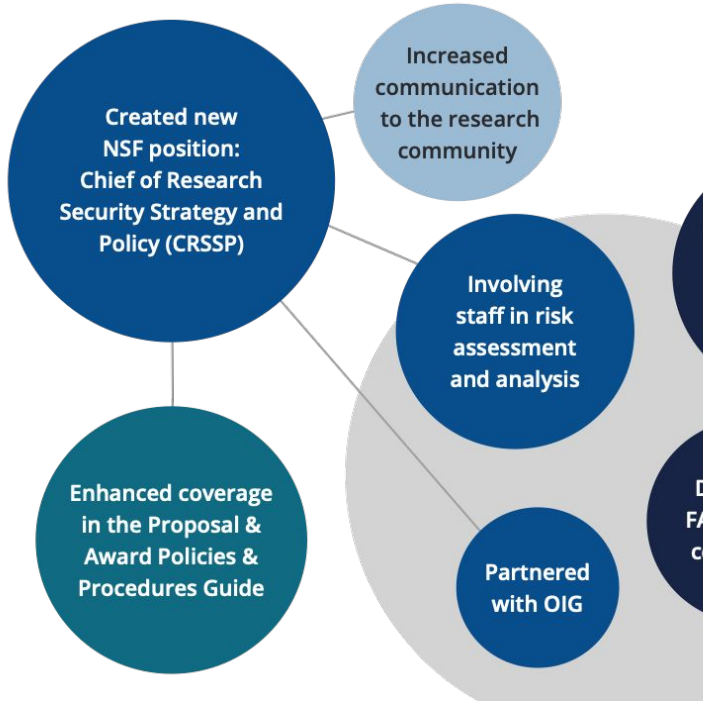 Created new
NSF position:
Chief of Research
Security Strategy and
Policy (CRSSP)
Increased
communication
to the research
community
Involving
staff in risk
assessment
and analysis
Enhanced coverage
in the Proposal &
Award Policies &
Procedures Guide
Partnered
with OIG